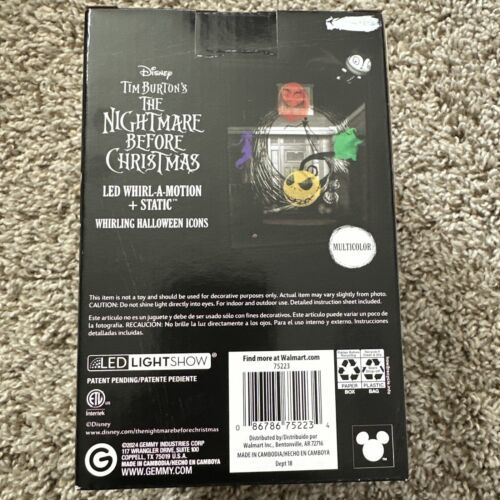 Disney
TIM BURTON'S
THE
NIGHTMARE
BEFORE
CHRISTMAS
LED WHIRL-A-MOTION
+ STATIC™
WHIRLING HALLOWEEN ICONS
MULTICOLOR
This item is not a toy and should be used for decorative purposes only. Actual item may vary slightly from photo.
CAUTION: Do not shine light directly into eyes. For indoor and outdoor use. Detailed instruction sheet included.
Este artículo no es un juguete y debe de ser usado sólo con fines decorativos. Este artículo puede variar un poco de
la fotografía. RECAUCIÓN: No brille la luz directamente a los ojos. Para el uso interno y externo. Instrucciones
detalladas incluidas.
LED LIGHTSHOW®
PATENT PENDING/PATENTE PEDIENTE
ETL
Intertek
©Disney
www.disney.com/thenightmarebeforechristmas
G
©2024 GEMMY INDUSTRIES CORP
117 WRANGLER DRIVE, SUITE 100
COPPELL, TX 75019 U.S.A.
MADE IN CAMBODIA/HECHO EN CAMBOYA
WWW.GEMMY.COM
Find more at Walmart.com
75223
0 86786 75223 4
Distributed by/Distribuido por
Walmart Inc., Bentonville, AR 72716
MADE IN CAMBODIA/HECHO EN CAMBOYA
Dept 18
PAPER
BOX
PLASTIC
BAG